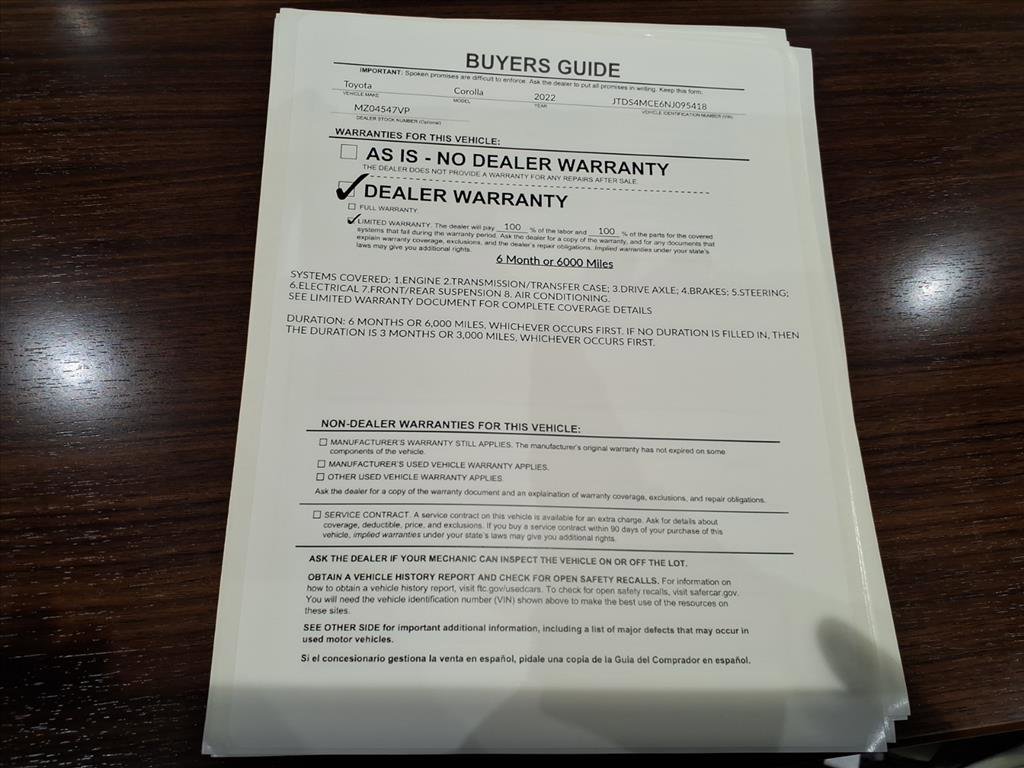 BUYERS GUIDE
IMPORTANT: Spoken promises are difficult to enforce. Ask the dealer to put all promises in writing. Keep this form.
Toyota Corolla 2022 JTDS4MCE6NJ095418
VEHICLE MAKE MODEL YEAR VEHICLE IDENTIFICATION NUMBER (VIN)
MZ04547VP
DEALER STOCK NUMBER (Optional)
WARRANTIES FOR THIS VEHICLE:
AS IS - NO DEALER WARRANTY
THE DEALER DOES NOT PROVIDE A WARRANTY FOR ANY REPAIRS AFTER SALE.
DEALER WARRANTY
FULL WARRANTY
LIMITED WARRANTY. The dealer will pay 100 % of the labor and 100 % of the parts for the covered
systems that fail during the warranty period. Ask the dealer for a copy of the warranty, and for any documents that
explain warranty coverage, exclusions, and the dealer's repair obligations. Implied warranties under your state's
laws may give you additional rights.
6 Month or 6000 Miles
SYSTEMS COVERED; 1.ENGINE 2.TRANSMISSION/TRANSFER CASE; 3.DRIVE AXLE; 4.BRAKES; 5.STEERING;
6.ELECTRICAL 7.FRONT/REAR SUSPENSION 8. AIR CONDITIONING.
SEE LIMITED WARRANTY DOCUMENT FOR COMPLETE COVERAGE DETAILS
DURATION: 6 MONTHS OR 6,000 MILES, WHICHEVER OCCURS FIRST. IF NO DURATION IS FILLED IN, THEN
THE DURATION IS 3 MONTHS OR 3,000 MILES, WHICHEVER OCCURS FIRST.
NON-DEALER WARRANTIES FOR THIS VEHICLE:
MANUFACTURER'S WARRANTY STILL APPLIES. The manufacturer's original warranty has not expired on some
components of the vehicle.
MANUFACTURER'S USED VEHICLE WARRANTY APPLIES.
OTHER USED VEHICLE WARRANTY APPLIES
Ask the dealer for a copy of the warranty document and an explaination of warranty coverage, exclusions, and repair obligations.
SERVICE CONTRACT. A service contract on this vehicle is available for an extra charge. Ask for details about
coverage, deductible, price, and exclusions. If you buy a service contract within 90 days of your purchase of this
vehicle, implied warranties under your state's laws may give you additional rights.
ASK THE DEALER IF YOUR MECHANIC CAN INSPECT THE VEHICLE ON OR OFF THE LOT.
OBTAIN A VEHICLE HISTORY REPORT AND CHECK FOR OPEN SAFETY RECALLS. For information on
how to obtain a vehicle history report, visit ftc.gov/usedcars. To check for open safety recalls, visit safercar.gov.
You will need the vehicle identification number (VIN) shown above to make the best use of the resources on
these sites.
SEE OTHER SIDE for important additional information, including a list of major defects that may occur in
used motor vehicles.
Si el concesionario gestiona la venta en español, pidale una copia de la Guia del Comprador en español.